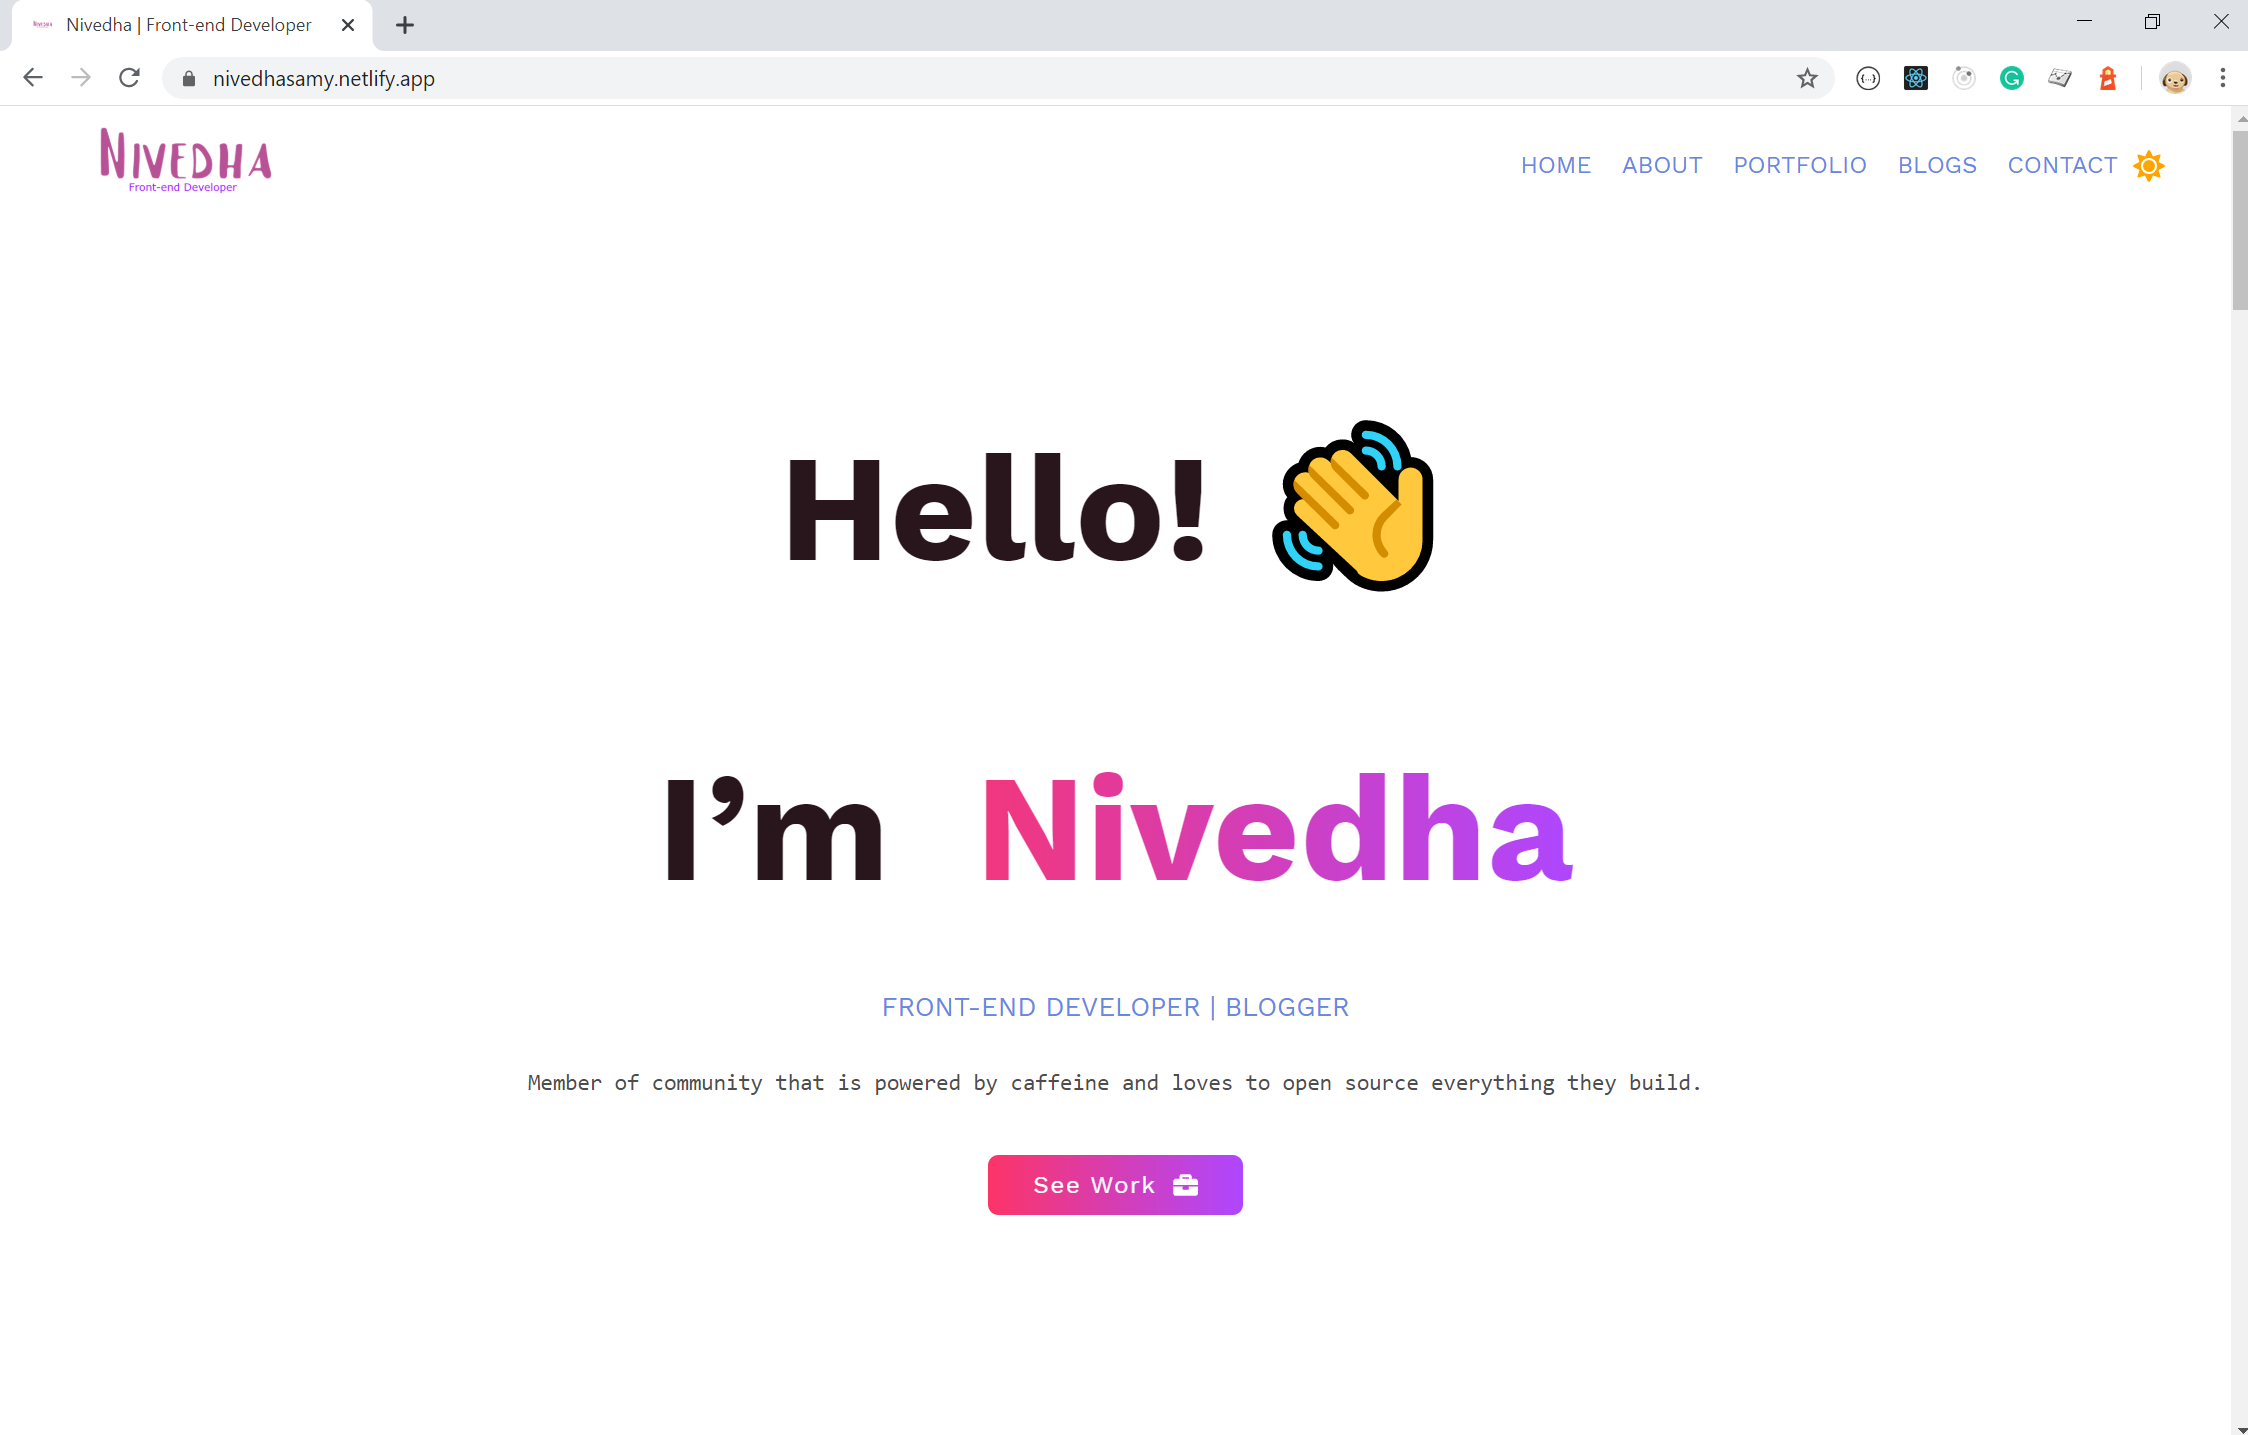 Nivedha | Front-end Developer
nivedhasamy.netlify.app
NIVEDHA
Front-end Developer
HOME ABOUT PORTFOLIO BLOGS CONTACT
Hello!
I’m Nivedha
FRONT-END DEVELOPER | BLOGGER
Member of community that is powered by caffeine and loves to open source everything they build.
See Work